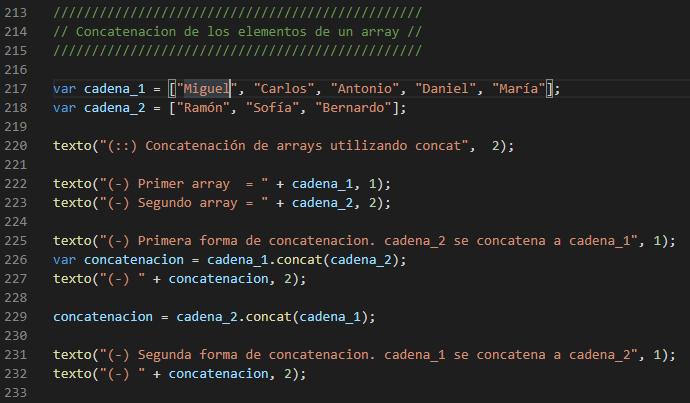 213 ////////////////////////////////////////////////
214 // Concatenacion de los elementos de un array //
215 ////////////////////////////////////////////////
216
217 var cadena_1 = ["Miguel", "Carlos", "Antonio", "Daniel", "María"];
218 var cadena_2 = ["Ramón", "Sofía", "Bernardo"];
219
220 texto("(::) Concatenación de arrays utilizando concat",  2);
221
222 texto("(-) Primer array  = " + cadena_1, 1);
223 texto("(-) Segundo array = " + cadena_2, 2);
224
225 texto("(-) Primera forma de concatenacion. cadena_2 se concatena a cadena_1", 1);
226 var concatenacion = cadena_1.concat(cadena_2);
227 texto("(-) " + concatenacion, 2);
228
229 concatenacion = cadena_2.concat(cadena_1);
230
231 texto("(-) Segunda forma de concatenacion. cadena_1 se concatena a cadena_2", 1);
232 texto("(-) " + concatenacion, 2);
233